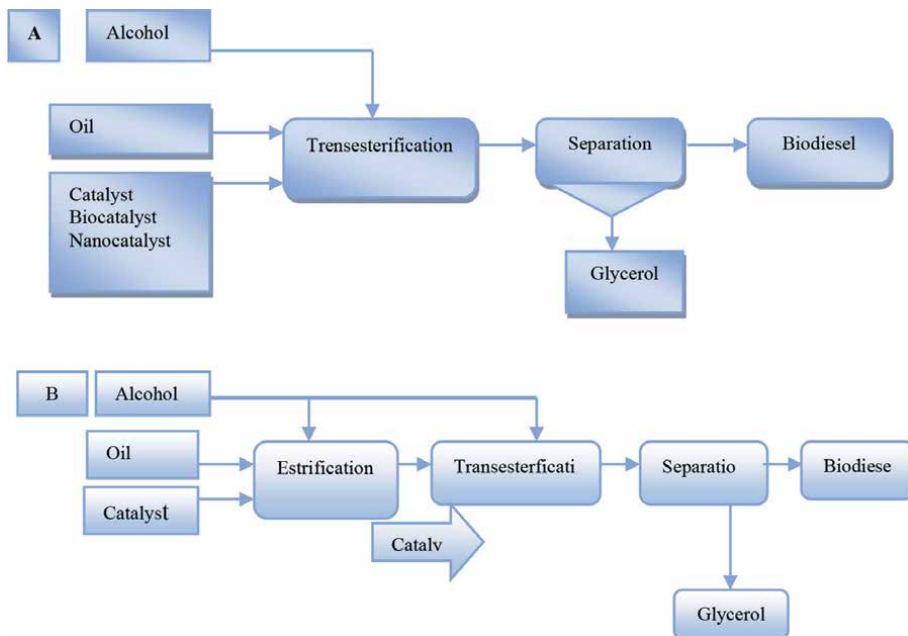 A
Alcohol
Oil
Trensesterification
Separation
Biodiesel
Catalyst
Biocatalyst
Nanocatalyst
Glycerol
B
Alcohol
Oil
Estrification
Transesterficati
Separatio
Biodiese
Catalyst
Catalv
Glycerol